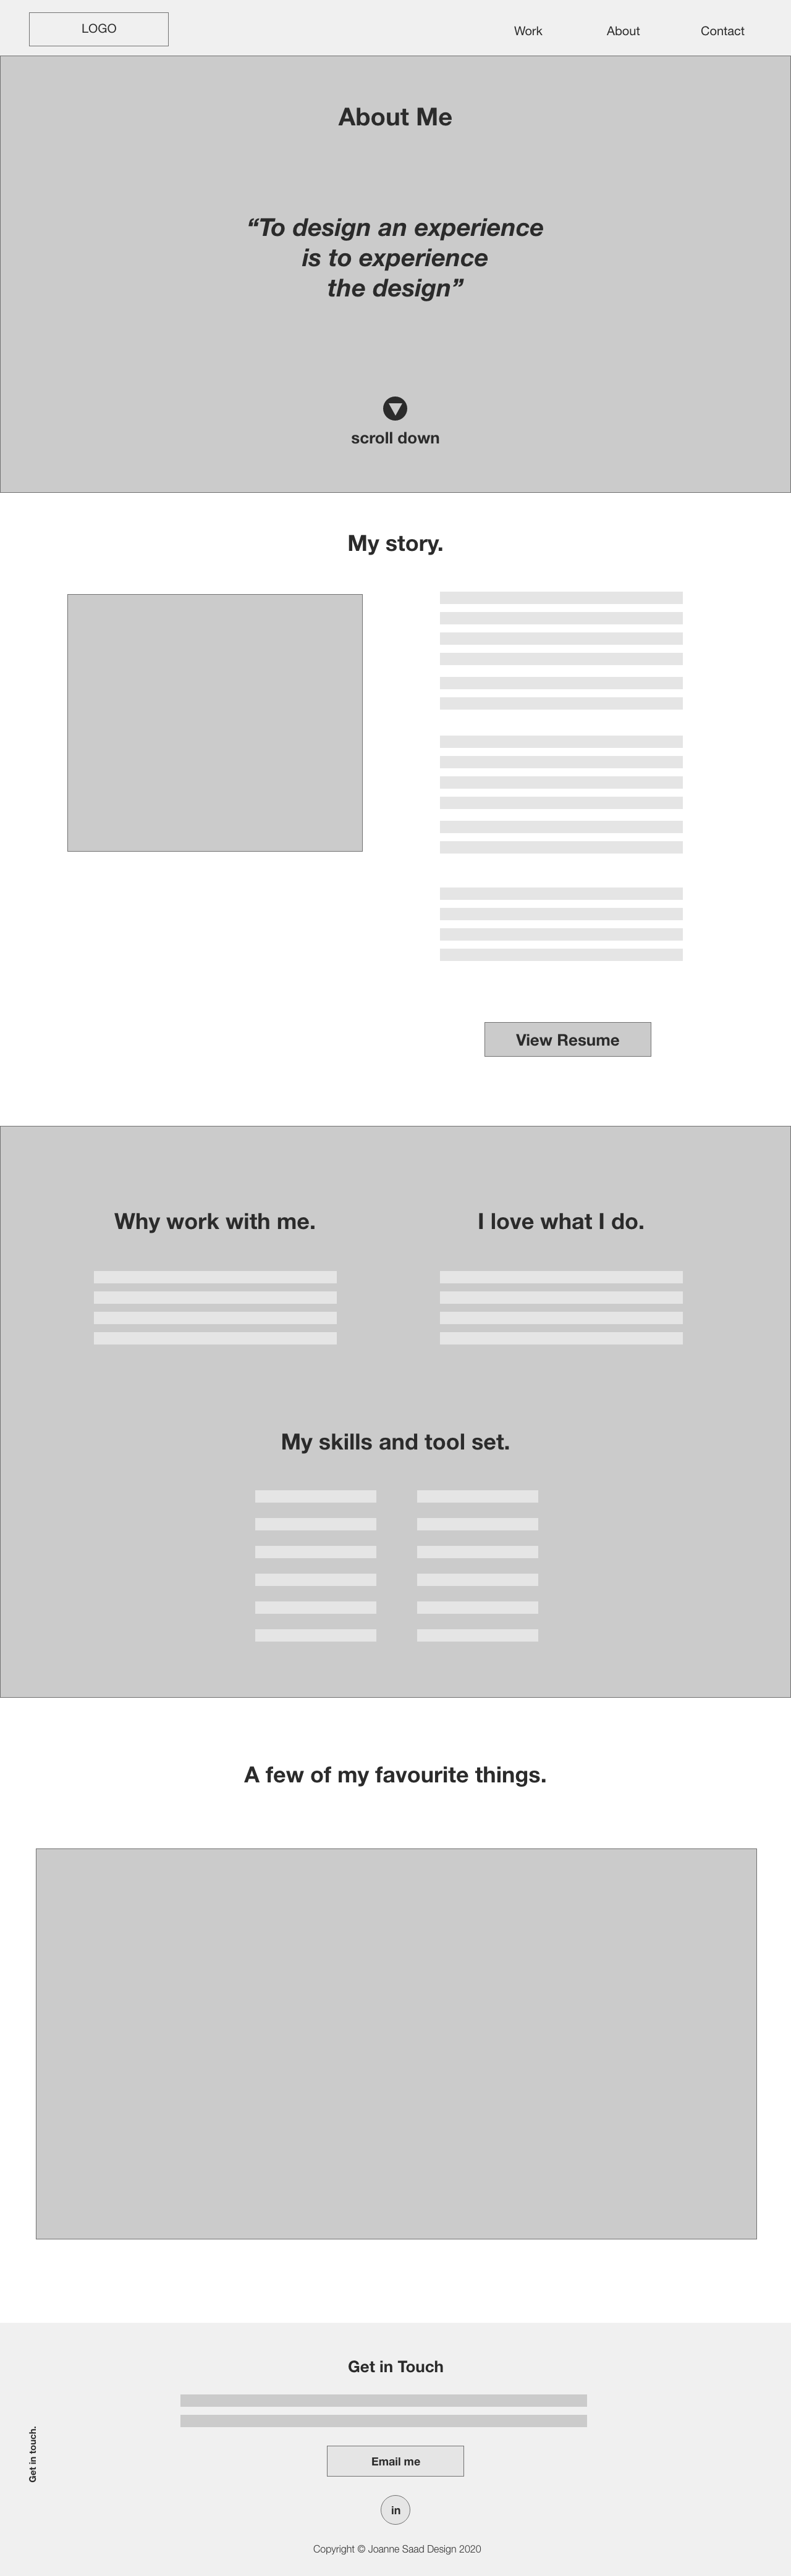 LOGO
Work
About
Contact
About Me
“To design an experience
is to experience
the design”
scroll down
My story.
View Resume
Why work with me.
I love what I do.
My skills and tool set.
A few of my favourite things.
Get in Touch
Get in touch.
Email me
in
Copyright © Joanne Saad Design 2020